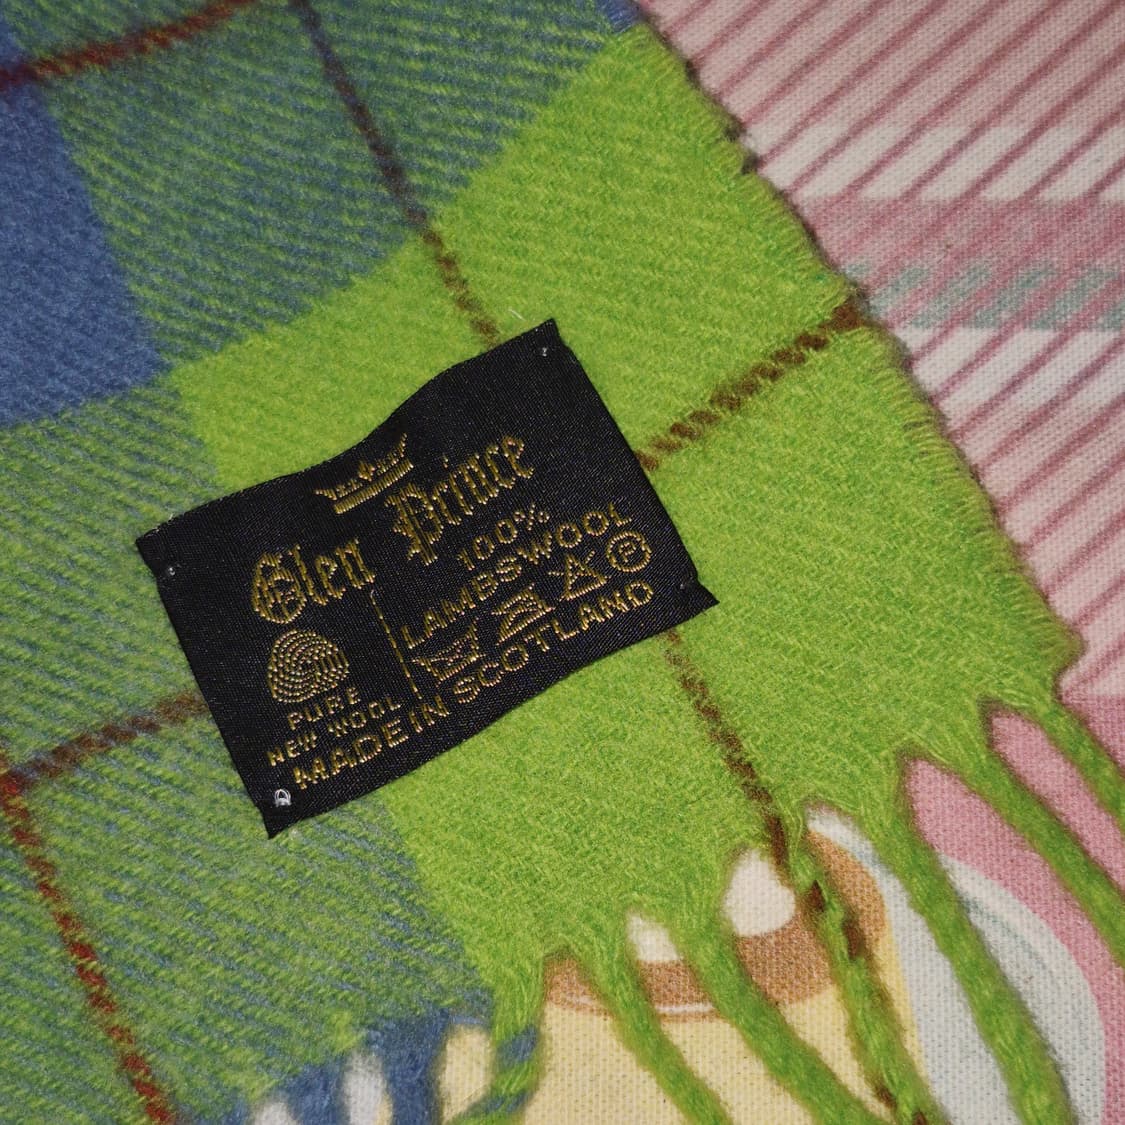 Glen Prince
100%
LAMBSWOOL
P
PURE
NEW WOOL
MADE IN SCOTLAND